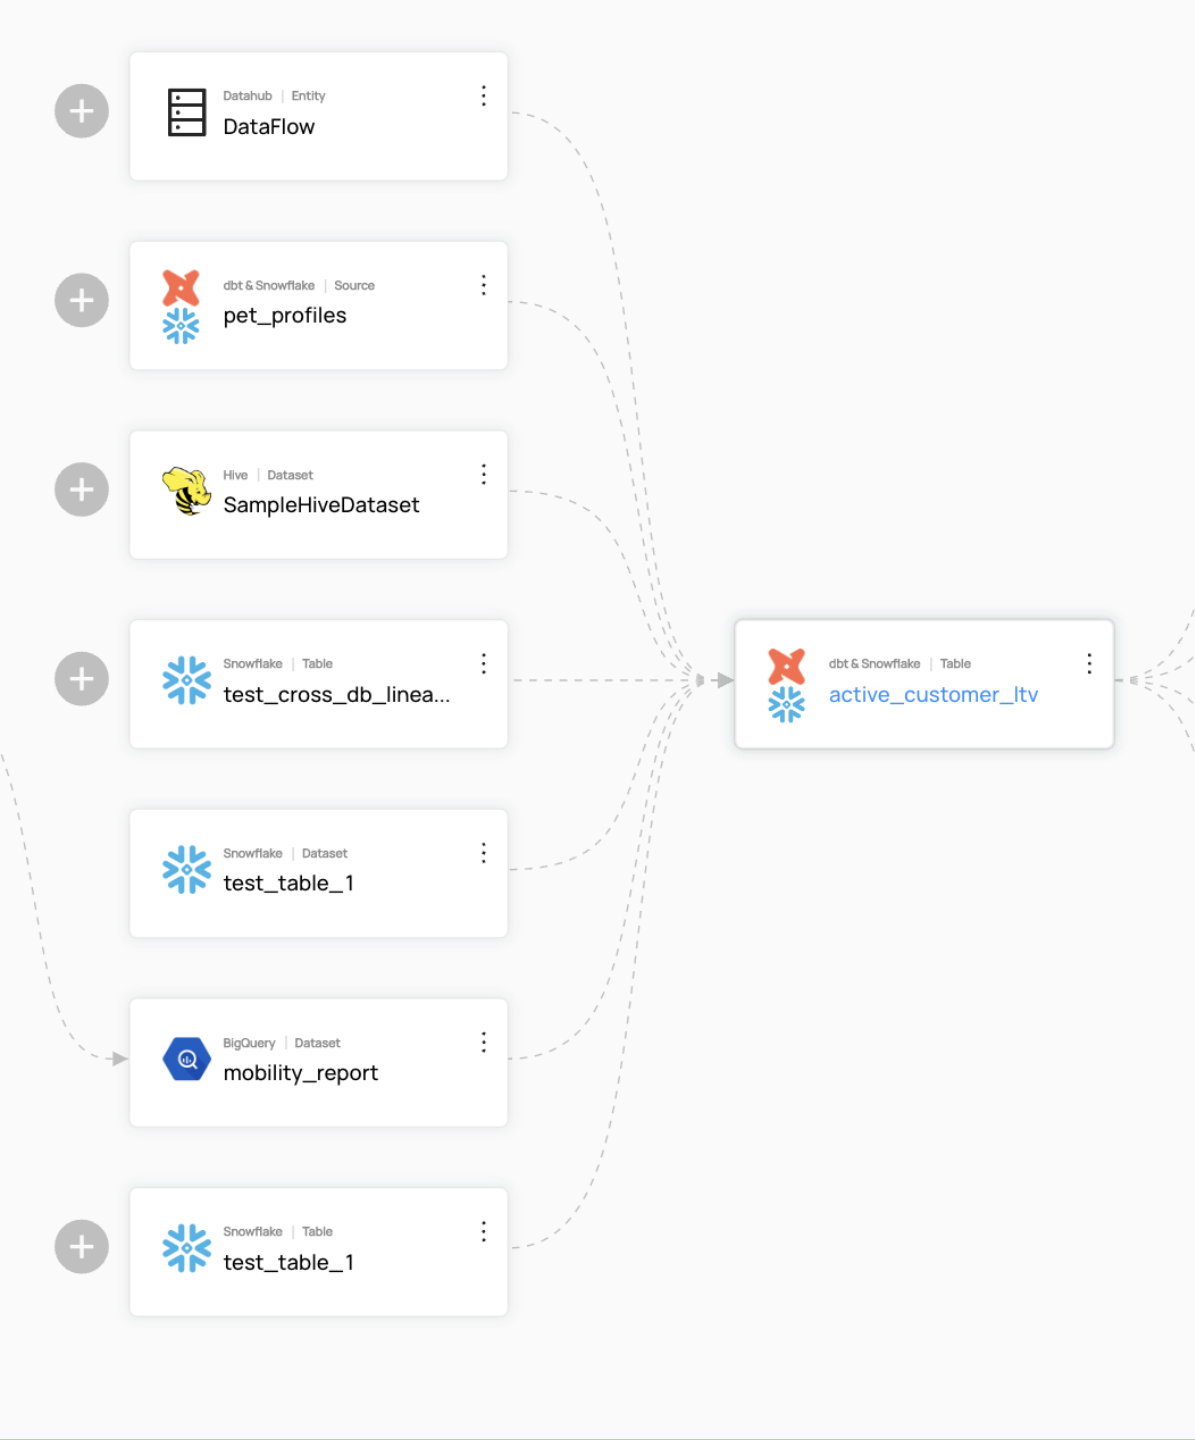 Datahub | Entity
DataFlow
dbt & Snowflake | Source
pet_profiles
Hive | Dataset
SampleHiveDataset
Snowflake | Table
test_cross_db_linea...
dbt & Snowflake | Table
active_customer_ltv
Snowflake | Dataset
test_table_1
BigQuery | Dataset
mobility_report
Snowflake | Table
test_table_1